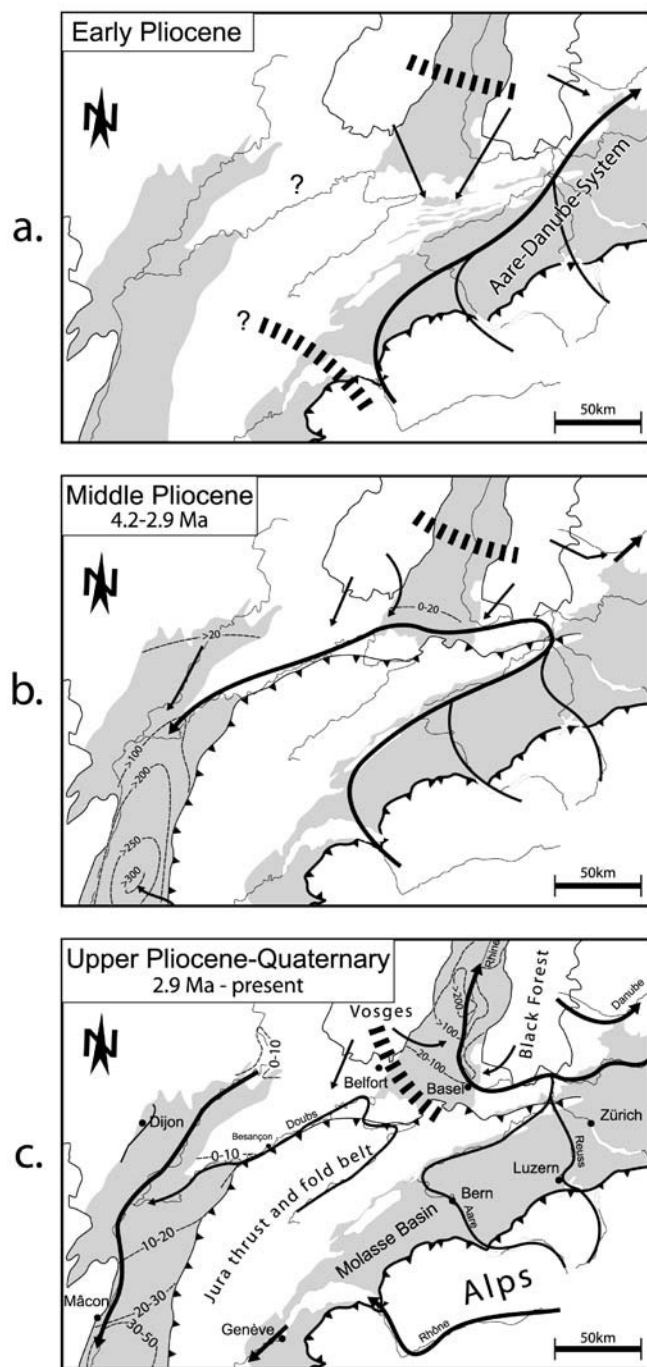 a.
Early Pliocene
N
?
?
Aare-Danube-System
50km
b.
Middle Pliocene
4.2-2.9 Ma
N
0-20
>20
>100
>200
>250
>300
50km
c.
Upper Pliocene-Quaternary
2.9 Ma - present
N
Vosges
Rhine
>200
>100
20-100
Black Forest
Danube
0-10
Belfort
Basel
Dijon
Besançon
Doubs
Zürich
0-10
Jura thrust and fold belt
Reuss
Luzern
Bern
Aare
Molasse Basin
10-20
Mâcon
20-30
30-50
Genève
Alps
Rhône
50km